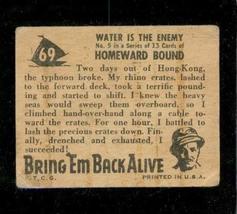 69
WATER IS THE ENEMY
No. 5 in a Series of 23 Cards of
HOMEWARD BOUND
Two days out of Hong-Kong,
the typhoon broke. My rhino crates,
lashed to the forward deck, took a terrific pound-
ing and started to smash. I knew the heavy
seas would sweep them overboard, so
I climbed hand-over-hand along a cable to-
ward the crates. For one hour, I battled to
lash down the precious crates. Fin-
ally, drenched and exhausted, I
succeeded!
BRING 'EM BACK ALIVE
© T.C.G.
PRINTED IN U.S.A.